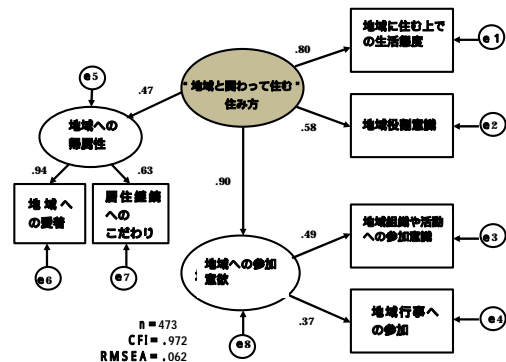 地域に住む上で
の生活態度
e1
.80
e5
"地域と関わって住む"
住み方
.47
地域への
帰属性
.58
地域役割意識
e2
.94
.63
.90
地域へ
の愛着
居住継続
への
こだわり
e6
e7
地域組織や活動
への参加意識
e3
.49
地域への参加
意欲
.37
地域行事へ
の参加
e4
e8
n=473
CFI=.972
RMSEA=.062